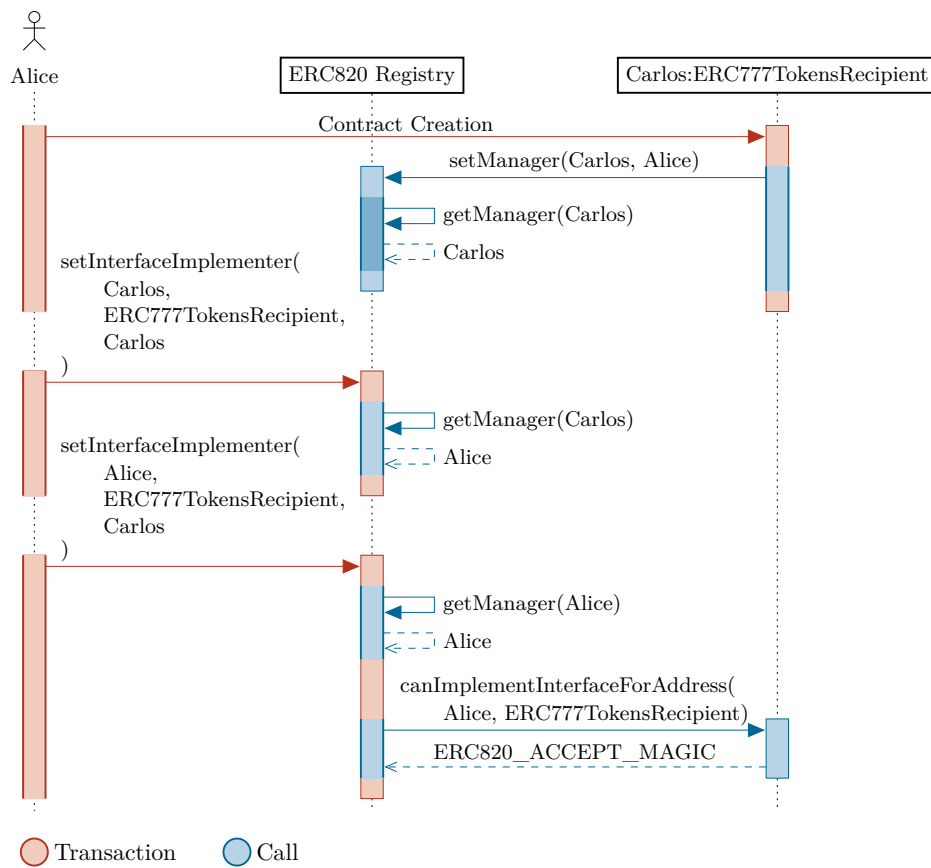 Alice
ERC820 Registry
Carlos:ERC777TokensRecipient
Contract Creation
setManager(Carlos, Alice)
getManager(Carlos)
Carlos
setInterfaceImplementer(
Carlos,
ERC777TokensRecipient,
Carlos
)
getManager(Carlos)
Alice
setInterfaceImplementer(
Alice,
ERC777TokensRecipient,
Carlos
)
getManager(Alice)
Alice
canImplementInterfaceForAddress(
Alice, ERC777TokensRecipient)
ERC820_ACCEPT_MAGIC
Transaction
Call